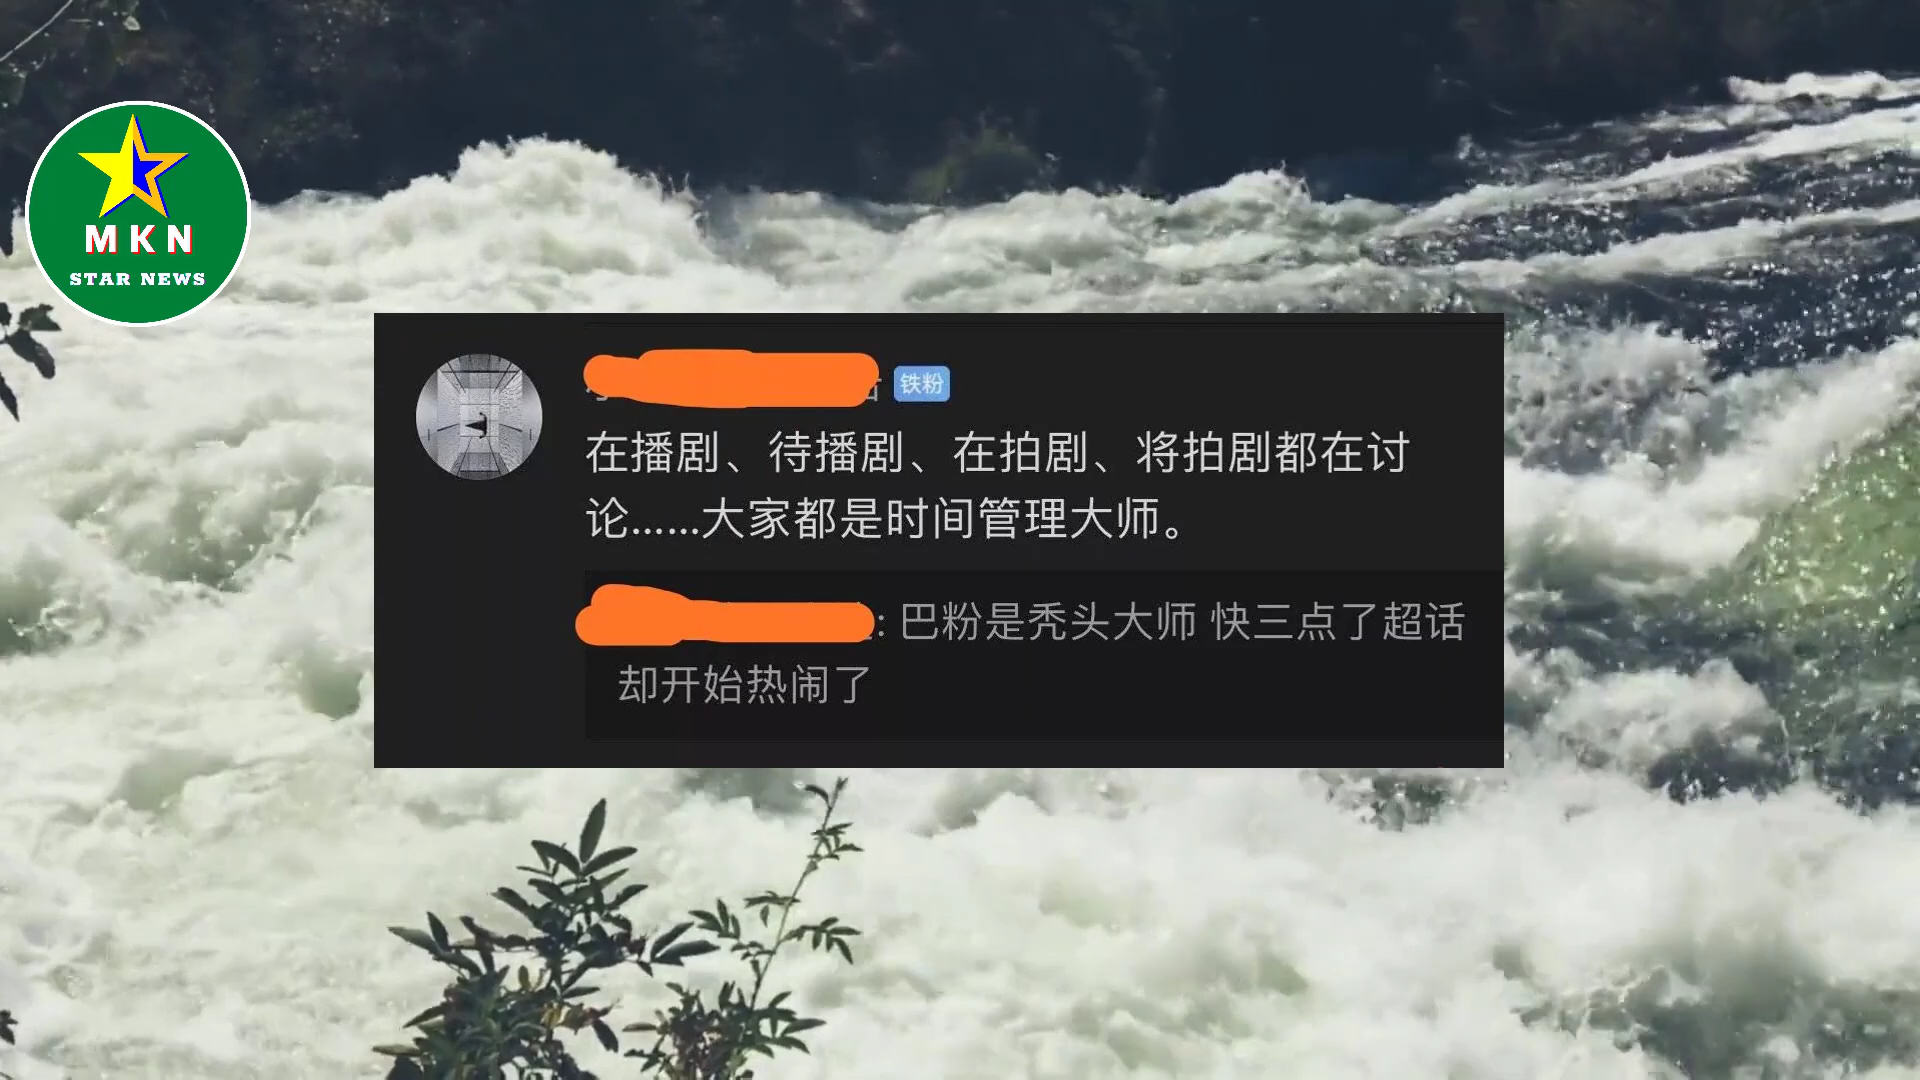 MKN
STAR NEWS
铁粉
在播剧、待播剧、在拍剧、将拍剧都在讨
论……大家都是时间管理大师。
: 巴粉是秃头大师 快三点了超话
却开始热闹了